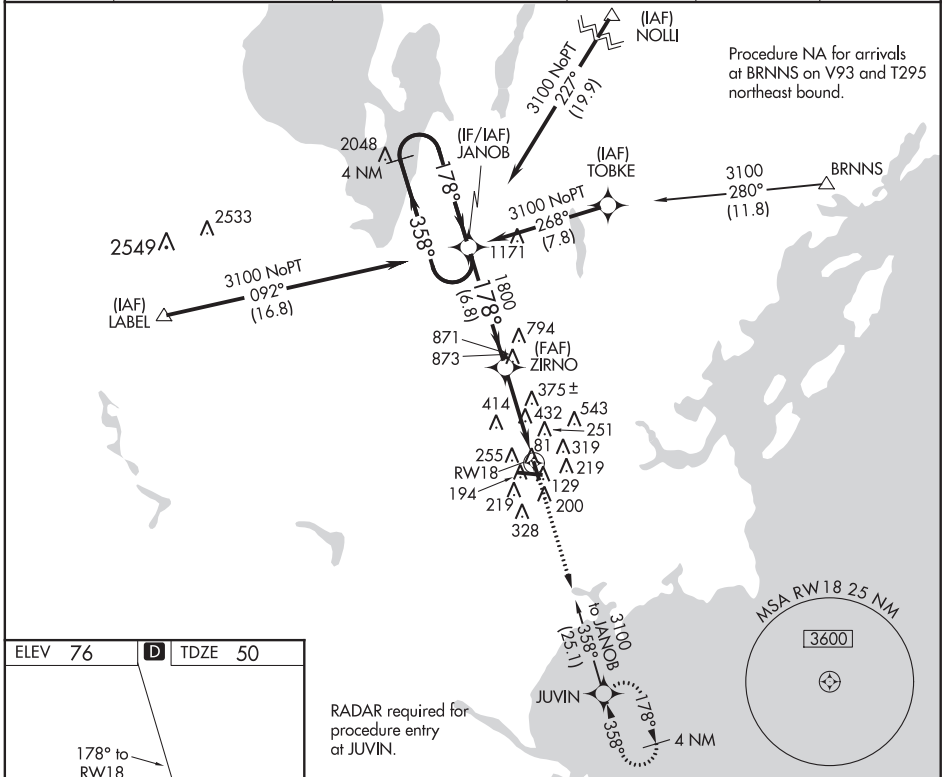 (IAF)
NOLLI
3100 NoPT
227°
(19.9)
Procedure NA for arrivals
at BRNNS on V93 and T295
northeast bound.
2048
4 NM
(IF/IAF)
JANOB
(IAF)
TOBKE
BRNNS
3100
280°
(11.8)
178°
358°
3100 NoPT
268°
(7.8)
1171
2533
2549
3100 NoPT
092°
(16.8)
(IAF)
LABEL
1800
178°
(6.8)
794
871
873
(FAF)
ZIRNO
375 ±
414
432
543
251
81
319
255
RW18
219
194
129
219
200
328
MSA RW18 25 NM
3600
3100
to JANOB
358°
(25.1)
JUVIN
178°
358°
4 NM
RADAR required for
procedure entry
at JUVIN.
ELEV 76 D TDZE 50
178° to
RW18